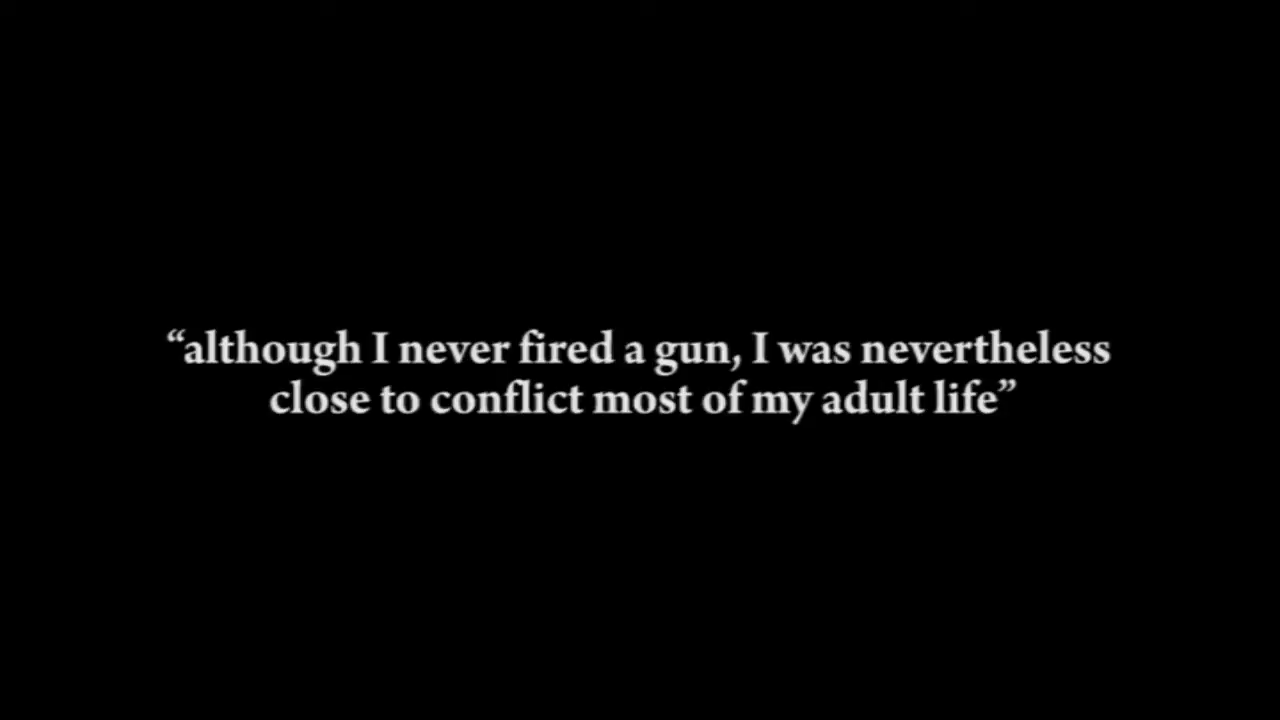 “although I never fired a gun, I was nevertheless
close to conflict most of my adult life”